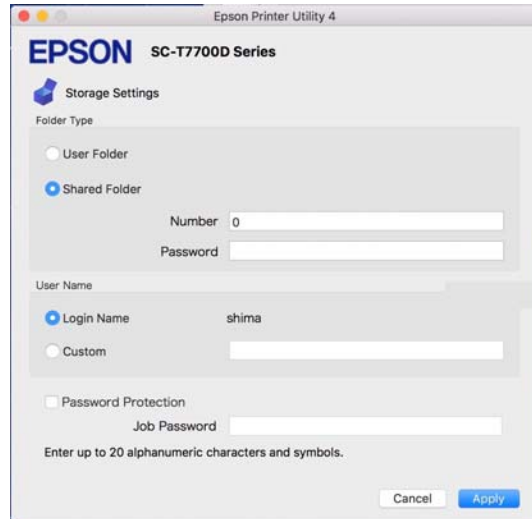 Epson Printer Utility 4
EPSON SC-T7700D Series
Storage Settings
Folder Type
User Folder
Shared Folder
Number 0
Password
User Name
Login Name shima
Custom
Password Protection
Job Password
Enter up to 20 alphanumeric characters and symbols.
Cancel Apply